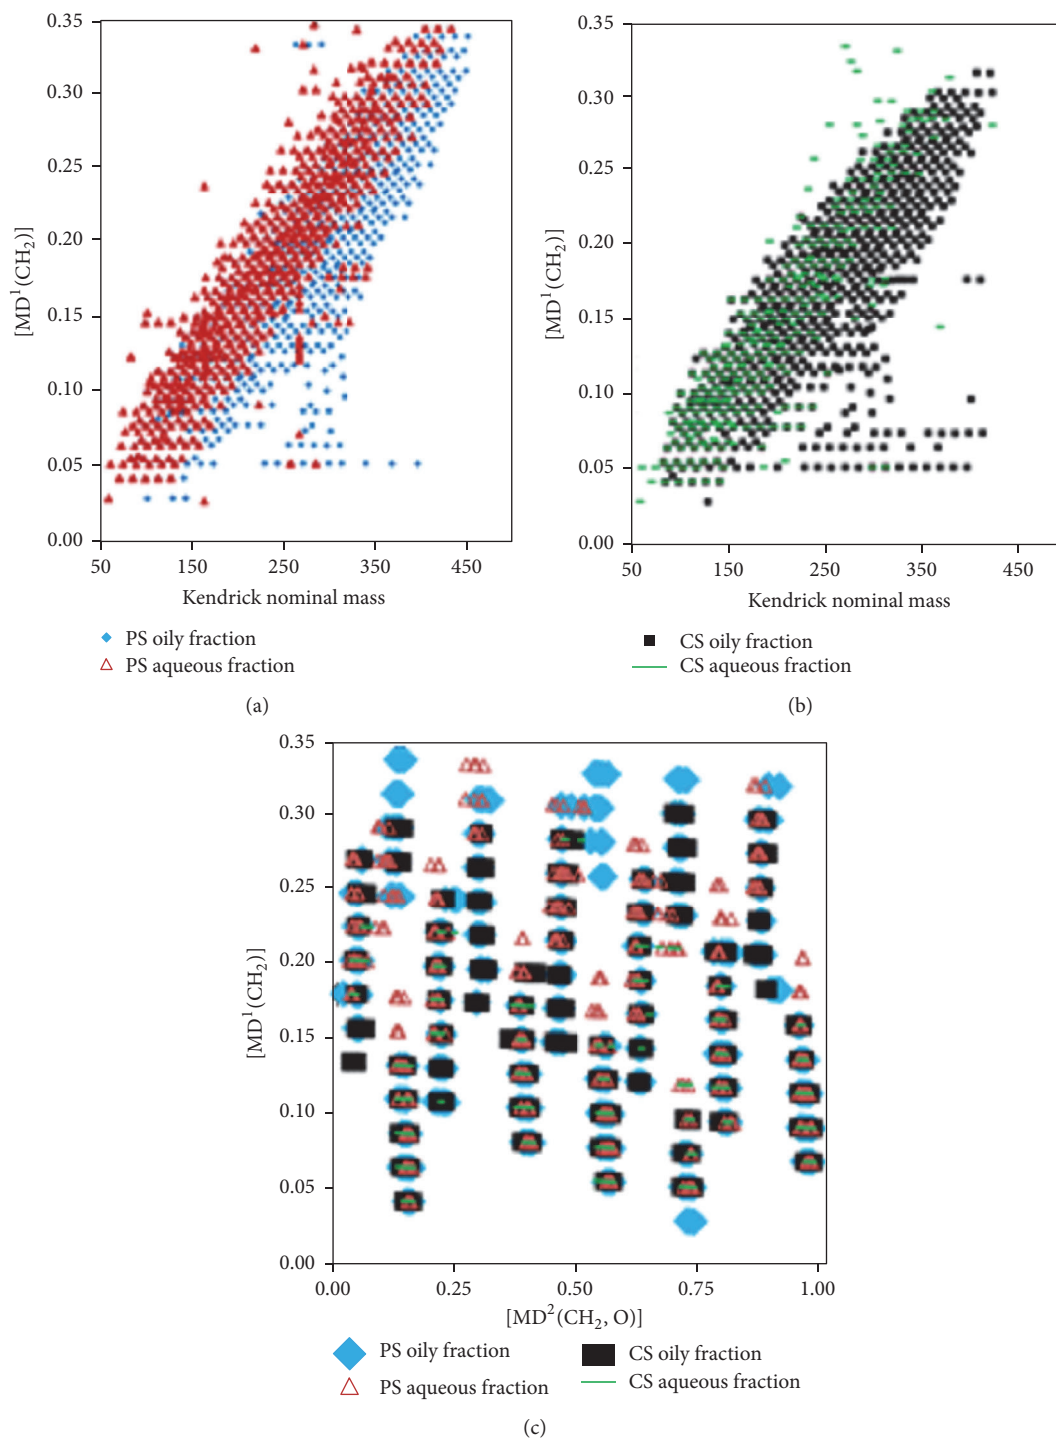 0.35
0.30
0.25
0.20
0.15
0.10
0.05
0.00
[MD¹(CH₂)]
50 150 250 350 450
Kendrick nominal mass
PS oily fraction
PS aqueous fraction
(a)
0.35
0.30
0.25
0.20
0.15
0.10
0.05
0.00
[MD¹(CH₂)]
50 150 250 350 450
Kendrick nominal mass
CS oily fraction
CS aqueous fraction
(b)
0.35
0.30
0.25
0.20
0.15
0.10
0.05
0.00
[MD¹(CH₂)]
0.00 0.25 0.50 0.75 1.00
[MD²(CH₂, O)]
PS oily fraction CS oily fraction
PS aqueous fraction CS aqueous fraction
(c)